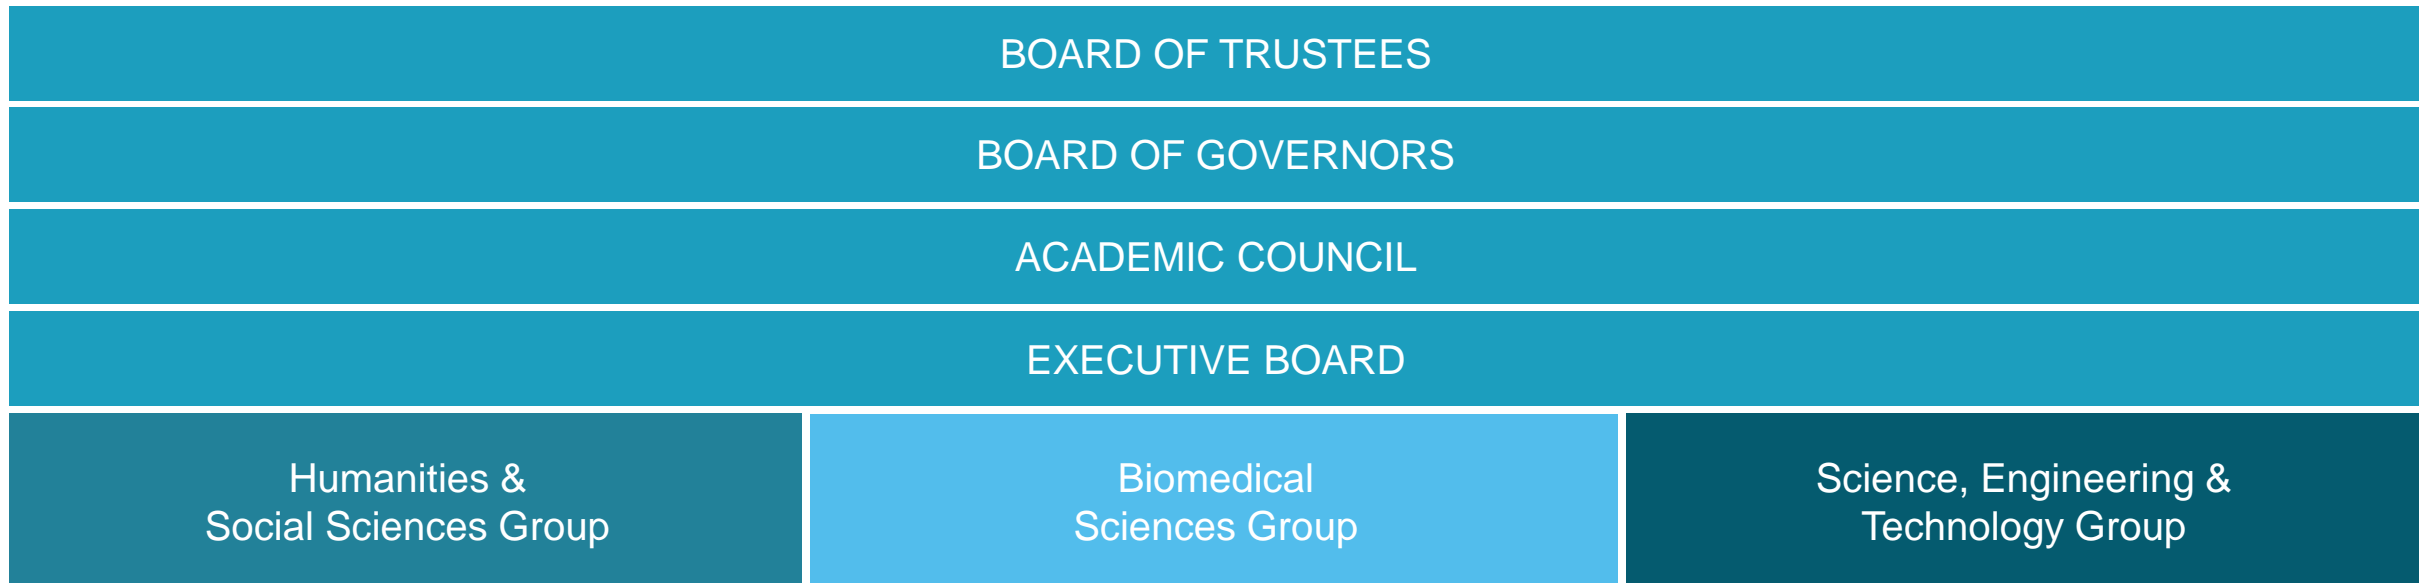 BOARD OF TRUSTEES
BOARD OF GOVERNORS
ACADEMIC COUNCIL
EXECUTIVE BOARD
Humanities &
Social Sciences Group
Biomedical
Sciences Group
Science, Engineering &
Technology Group